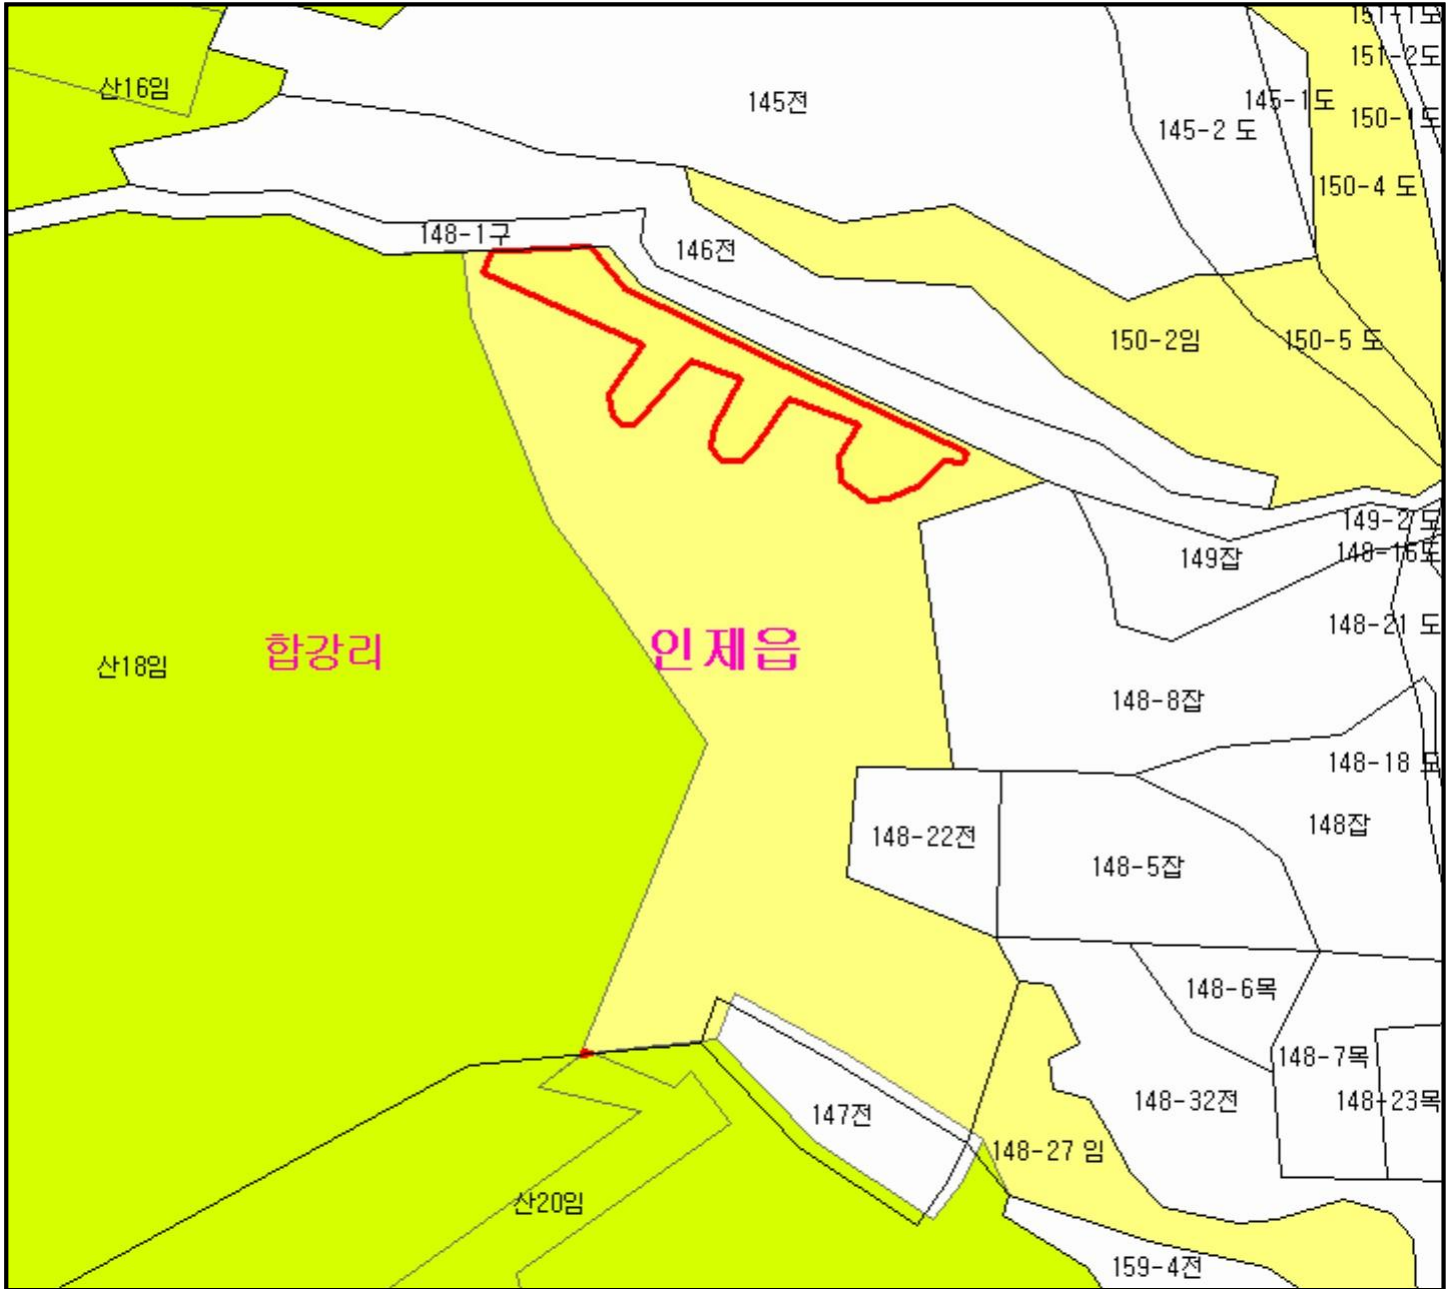 151-1도
151-2도
산16임
145전
145-1도
150-1도
145-2 도
150-4 도
148-1구
146전
150-2임
150-5 도
149-2도
149잡
148-16도
148-21 도
합강리
인제읍
산18임
148-8잡
148-18 도
148잡
148-22전
148-5잡
148-6목
148-7목
148-32전
148-23목
147전
148-27 임
산20임
159-4전